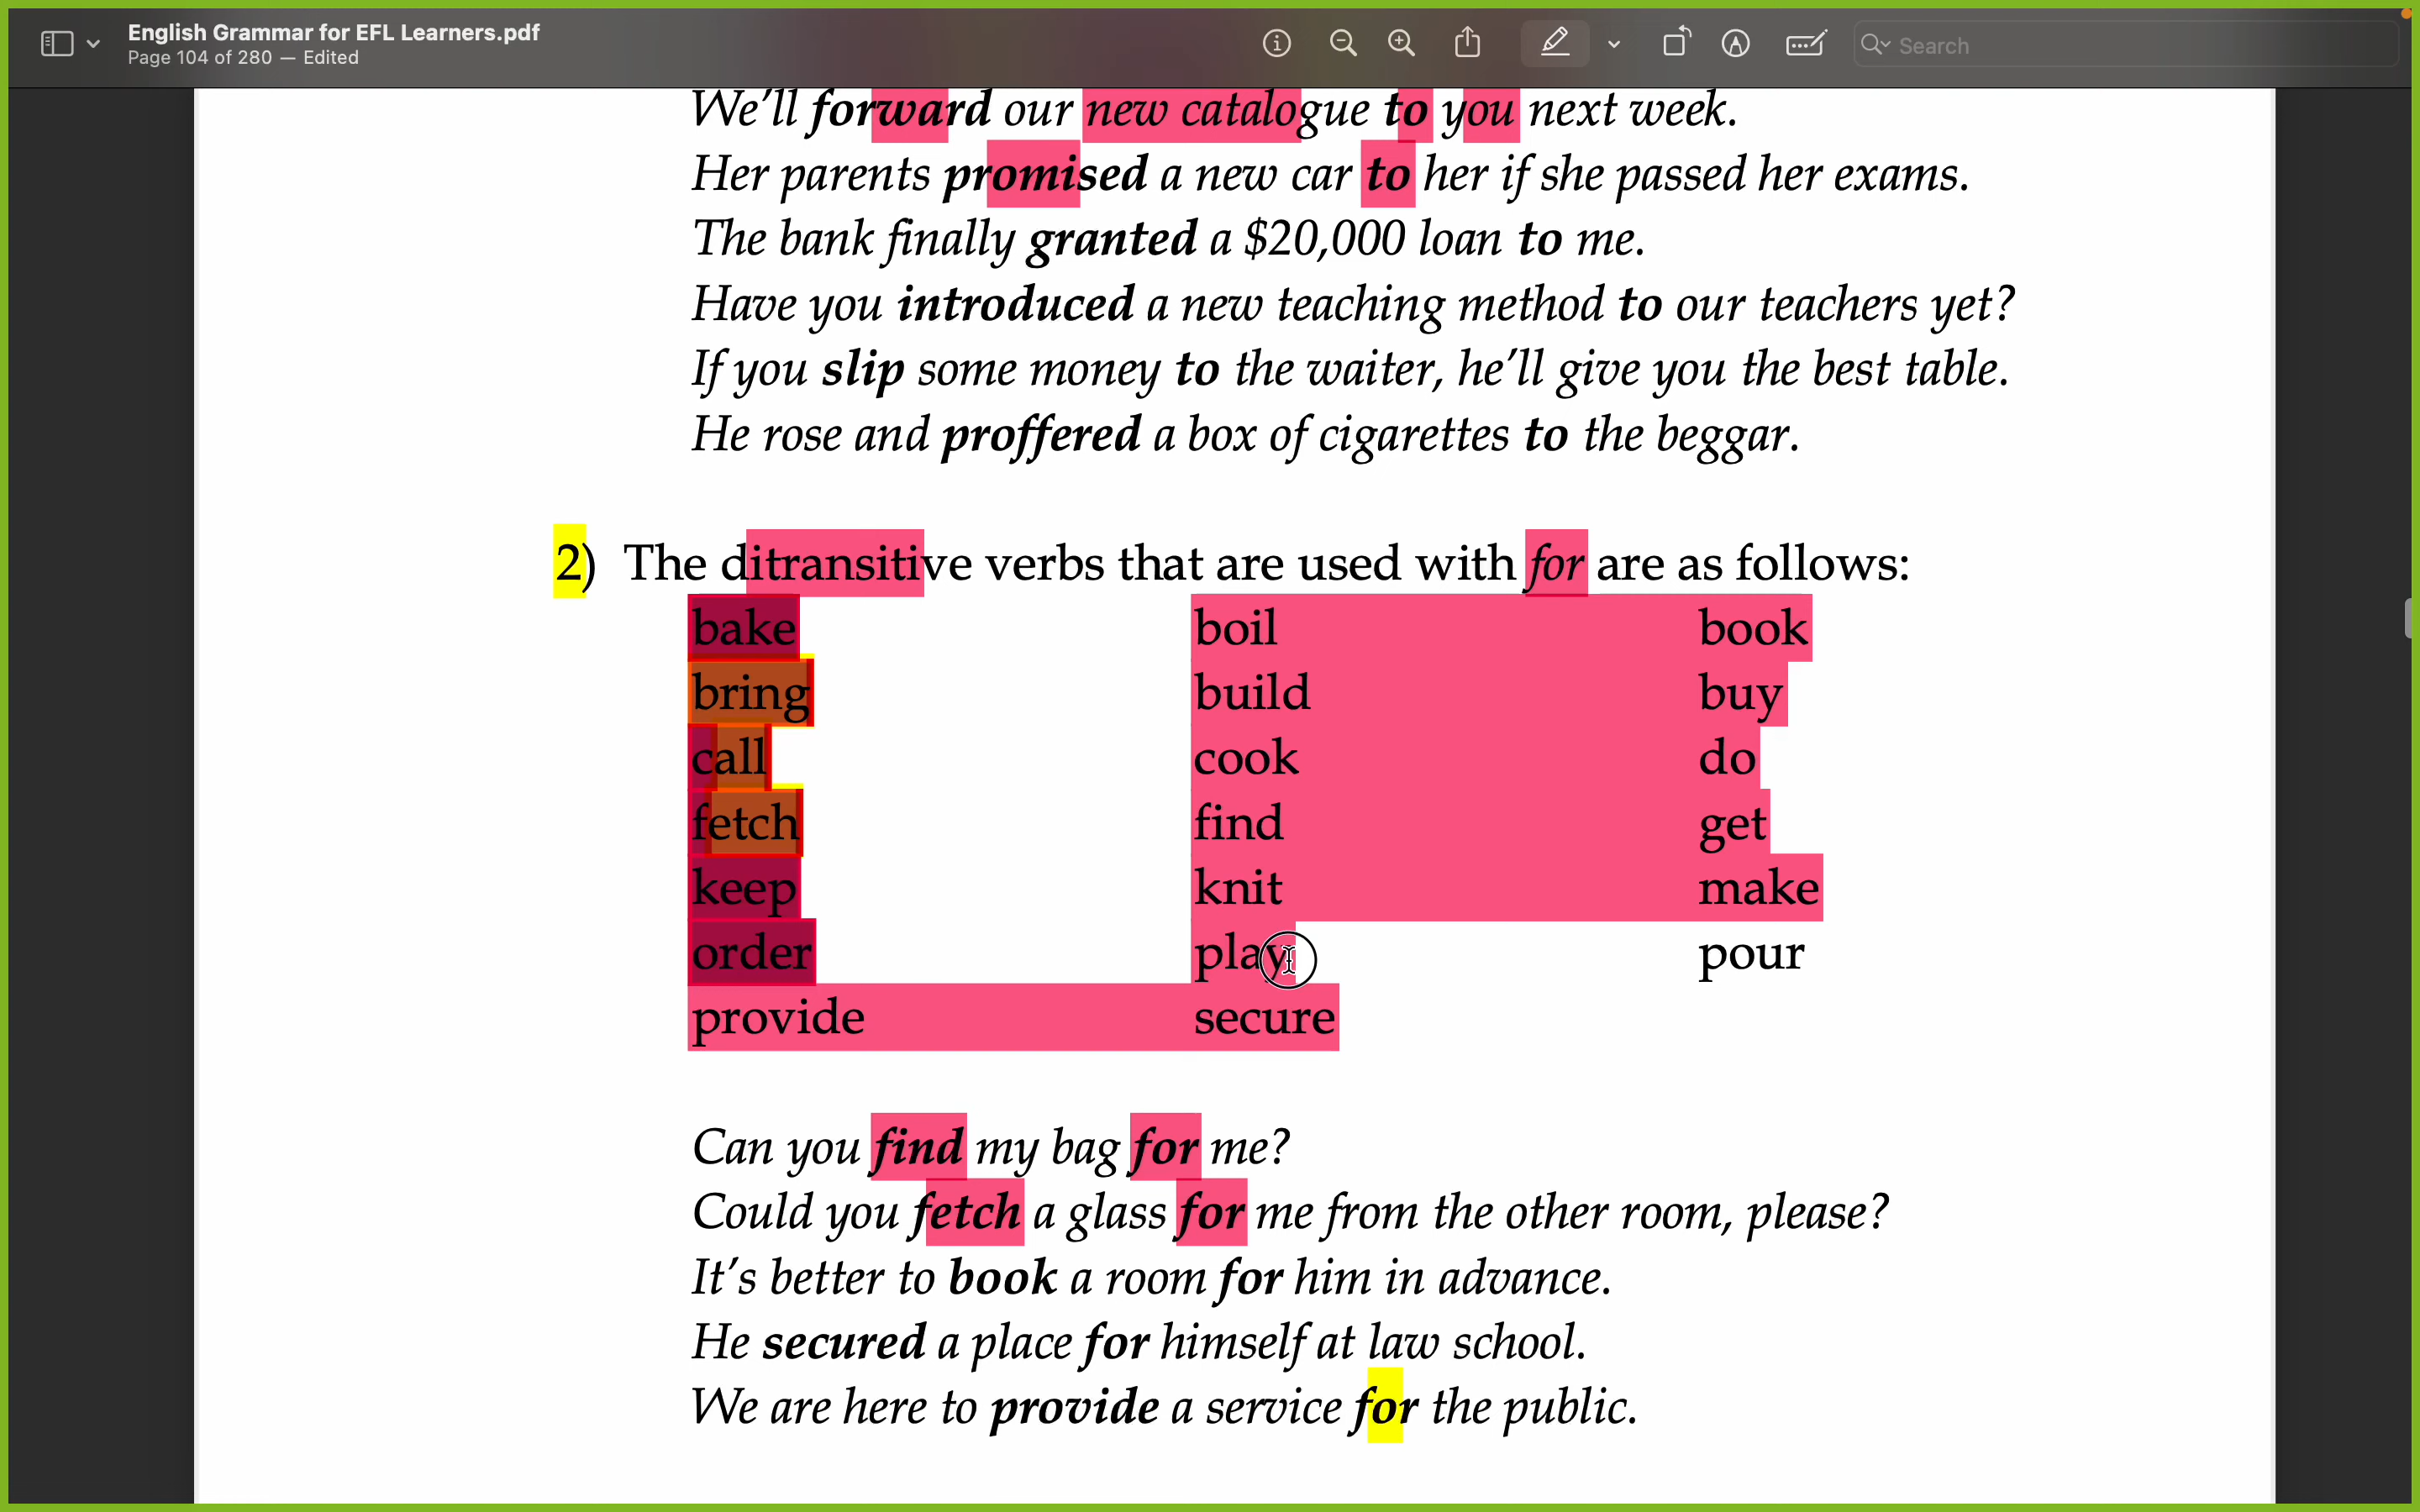 English Grammar for EFL Learners.pdf
Page 104 of 280 — Edited
Search
We'll forward our new catalogue to you next week.
Her parents promised a new car to her if she passed her exams.
The bank finally granted a $20,000 loan to me.
Have you introduced a new teaching method to our teachers yet?
If you slip some money to the waiter, he'll give you the best table.
He rose and proffered a box of cigarettes to the beggar.
2) The ditransitive verbs that are used with for are as follows:
bake boil book
bring build buy
call cook do
fetch find get
keep knit make
order play pour
provide secure
Can you find my bag for me?
Could you fetch a glass for me from the other room, please?
It's better to book a room for him in advance.
He secured a place for himself at law school.
We are here to provide a service for the public.